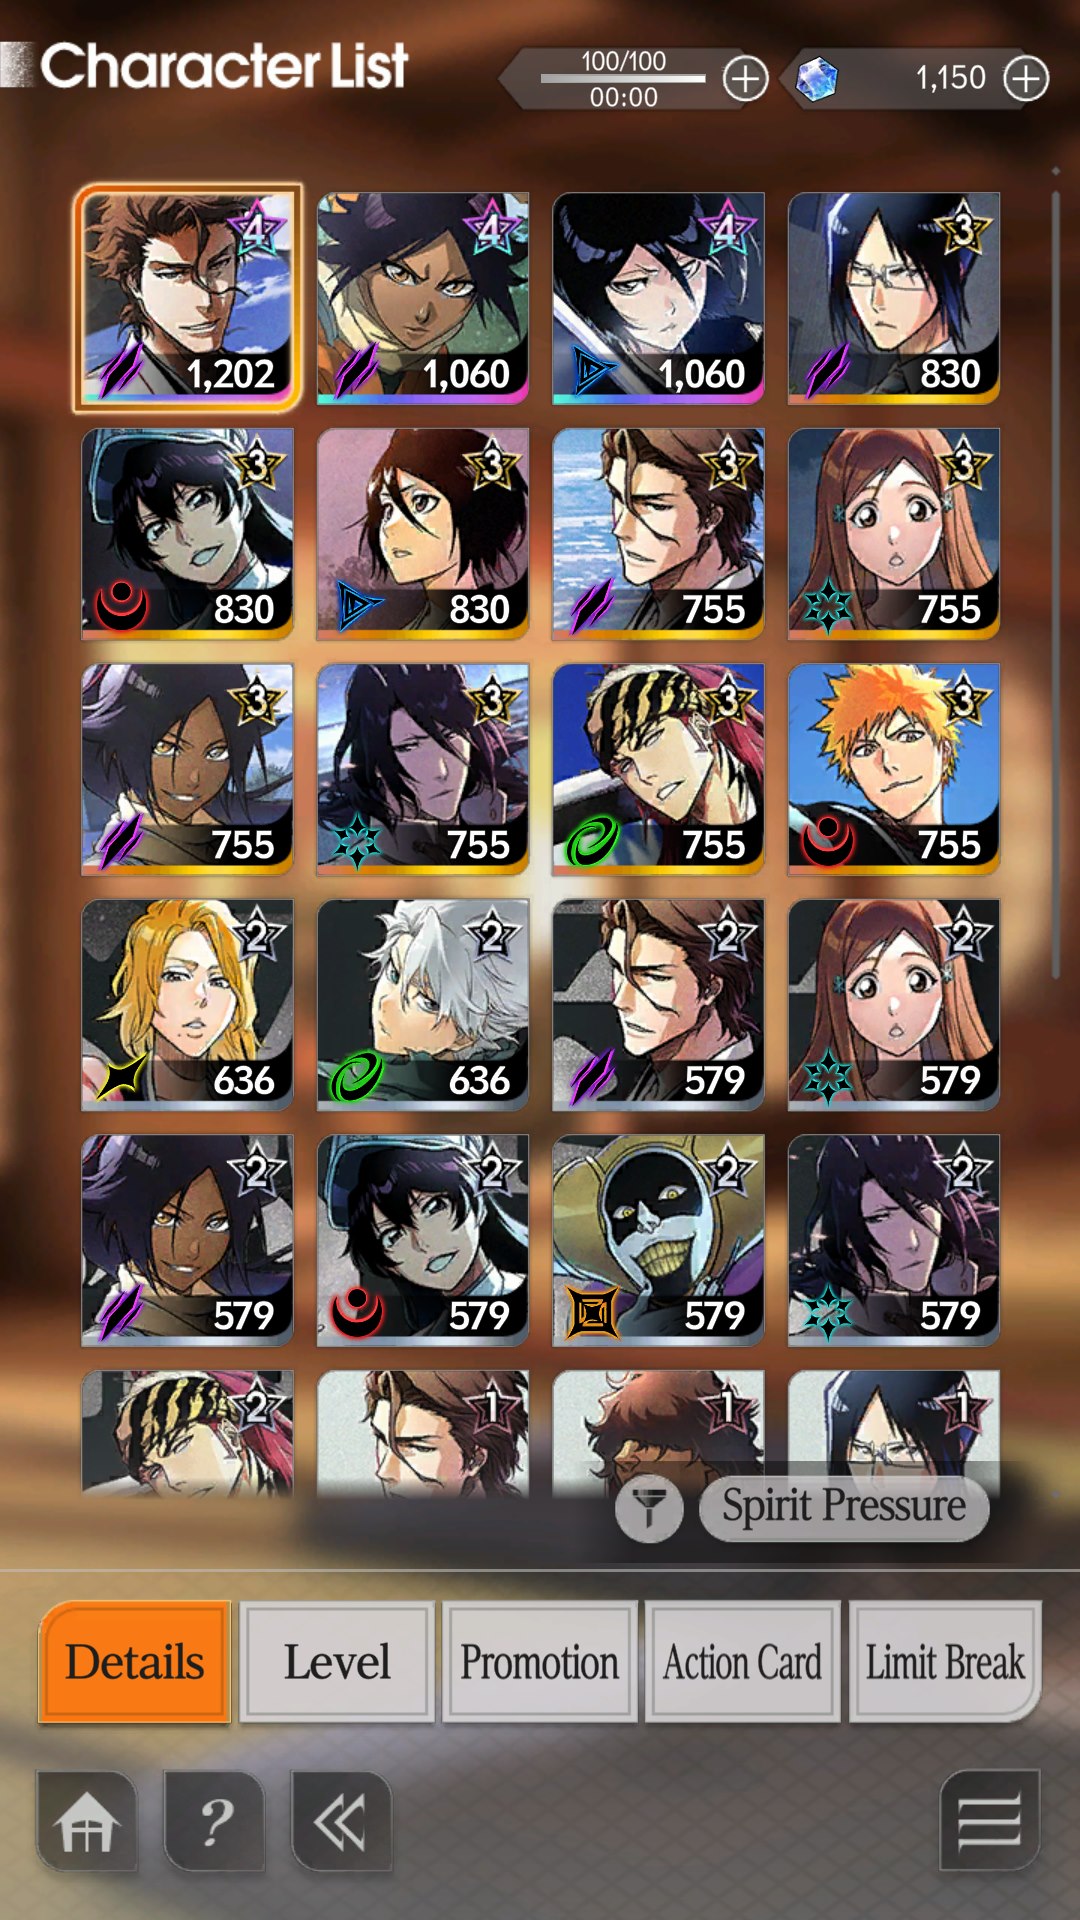 Character List
100/100
00:00
1,150
4 4 4 3
1,202 1,060 1,060 830
3 3 3 3
830 830 755 755
3 3 3 3
755 755 755 755
2 2 2 2
636 636 579 579
2 2 2 2
579 579 579 579
2 1 1 1
Spirit Pressure
Details Level Promotion Action Card Limit Break
?